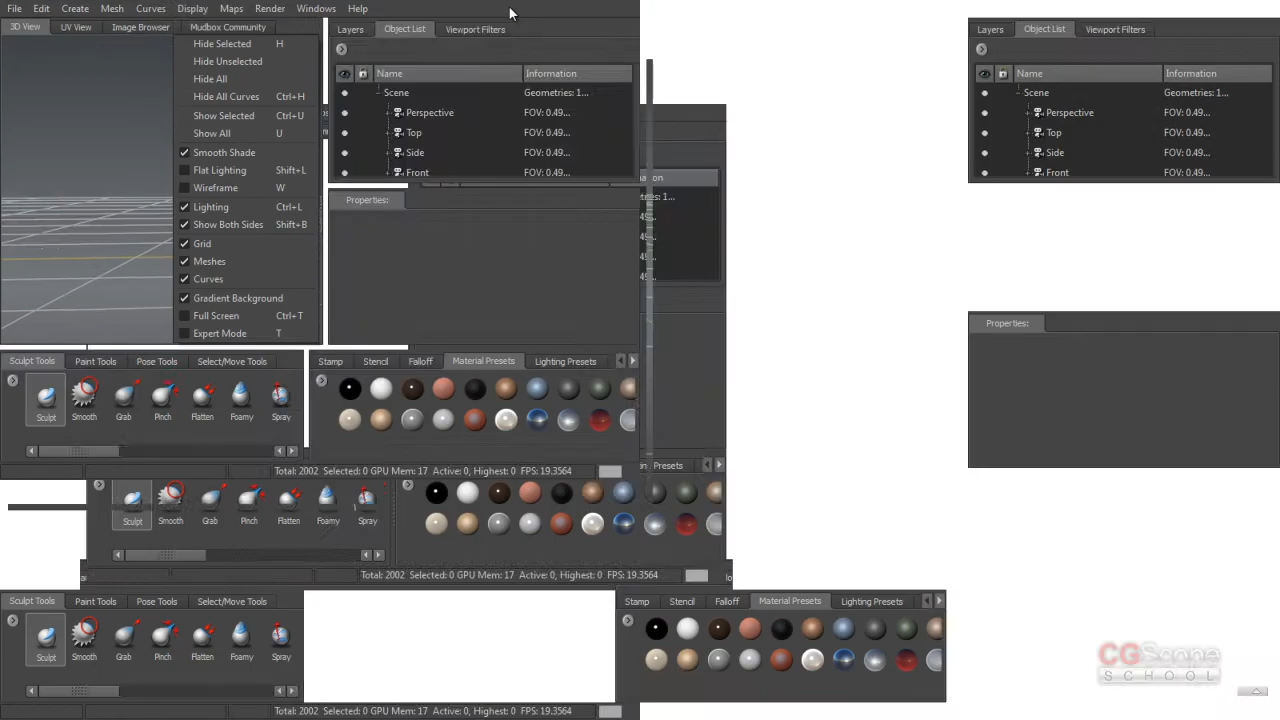 File Edit Create Mesh Curves Display Maps Render Windows Help
3D View UV View Image Browser Mudbox Community
Hide Selected H
Hide Unselected
Hide All
Hide All Curves Ctrl+H
Show Selected Ctrl+U
Show All U
Smooth Shade
Flat Lighting Shift+L
Wireframe W
Lighting Ctrl+L
Show Both Sides Shift+B
Grid
Meshes
Curves
Gradient Background
Full Screen Ctrl+T
Expert Mode T
Layers Object List Viewport Filters
Name Information
Scene Geometries: 1...
Perspective FOV: 0.49...
Top FOV: 0.49...
Side FOV: 0.49...
Front FOV: 0.49...
Properties:
Layers Object List Viewport Filters
Name Information
Scene Geometries: 1...
Perspective FOV: 0.49...
Top FOV: 0.49...
Side FOV: 0.49...
Front FOV: 0.49...
Properties:
Sculpt Tools Paint Tools Pose Tools Select/Move Tools
Sculpt Smooth Grab Pinch Flatten Foamy Spray
Stamp Stencil Falloff Material Presets Lighting Presets
Total: 2002 Selected: 0 GPU Mem: 17 Active: 0, Highest: 0 FPS: 19.3564
Presets
Sculpt Smooth Grab Pinch Flatten Foamy Spray
Total: 2002 Selected: 0 GPU Mem: 17 Active: 0, Highest: 0 FPS: 19.3564
Sculpt Tools Paint Tools Pose Tools Select/Move Tools
Sculpt Smooth Grab Pinch Flatten Foamy Spray
Stamp Stencil Falloff Material Presets Lighting Presets
Total: 2002 Selected: 0 GPU Mem: 17 Active: 0, Highest: 0 FPS: 19.3564
CGScone
SCHOOL